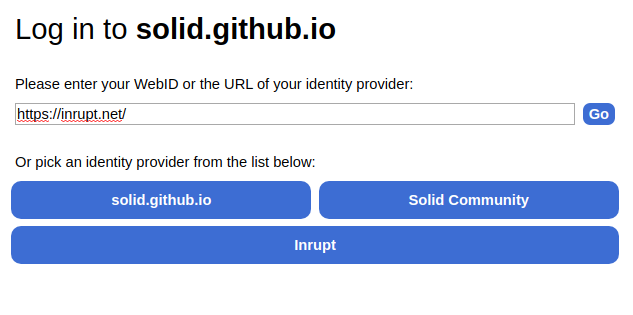 Log in to solid.github.io
Please enter your WebID or the URL of your identity provider:
https://inrupt.net/ Go
Or pick an identity provider from the list below:
solid.github.io Solid Community
Inrupt